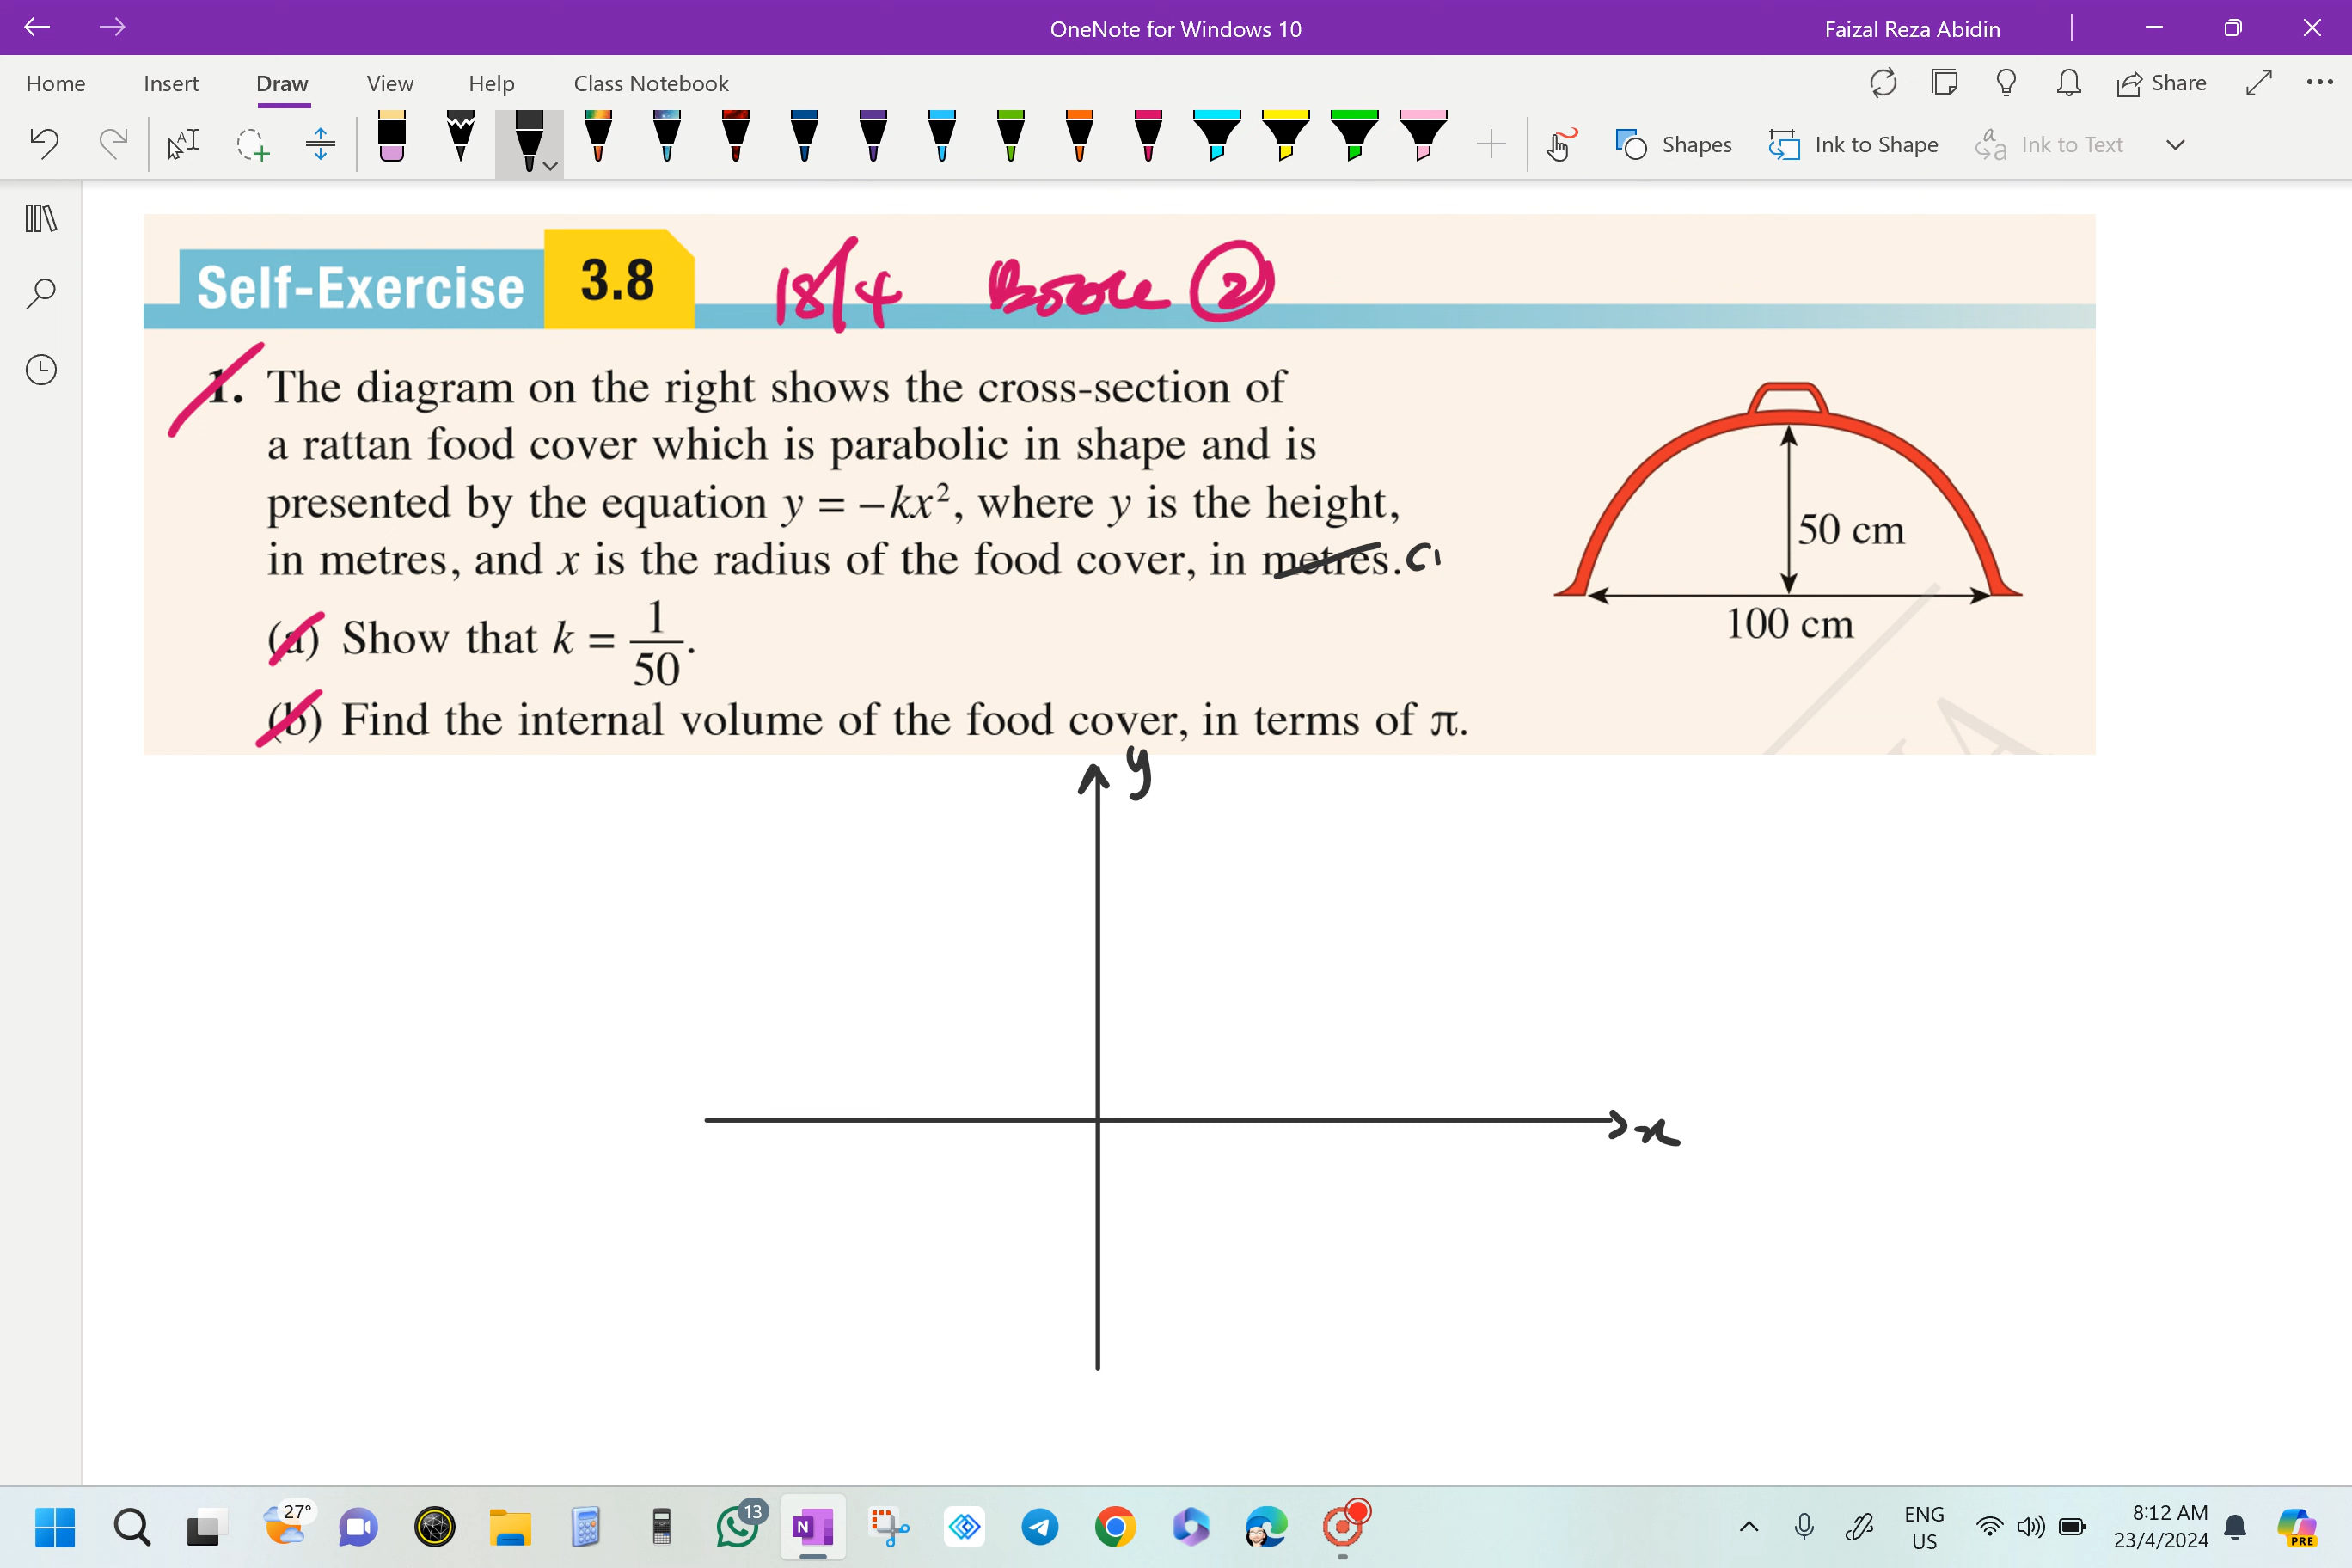 OneNote for Windows 10
Faizal Reza Abidin
Home Insert Draw View Help Class Notebook
Share
Shapes Ink to Shape Ink to Text
Self-Exercise 3.8 18/4
2
1. The diagram on the right shows the cross-section of
a rattan food cover which is parabolic in shape and is
presented by the equation y = –kx², where y is the height,
in metres, and x is the radius of the food cover, in metres.
50 cm
100 cm
(a) Show that k = 1/50.
(b) Find the internal volume of the food cover, in terms of π.
y
x
27°
13
ENG
US
8:12 AM
23/4/2024
PRE